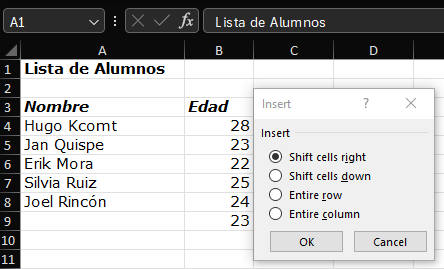 A1 fx Lista de Alumnos
A B C D
1 Lista de Alumnos
2
3 Nombre Edad
4 Hugo Kcomt 28
5 Jan Quispe 23
6 Erik Mora 22
7 Silvia Ruiz 25
8 Joel Rincón 24
9 23
10
11
Insert
Insert
Shift cells right
Shift cells down
Entire row
Entire column
OK Cancel